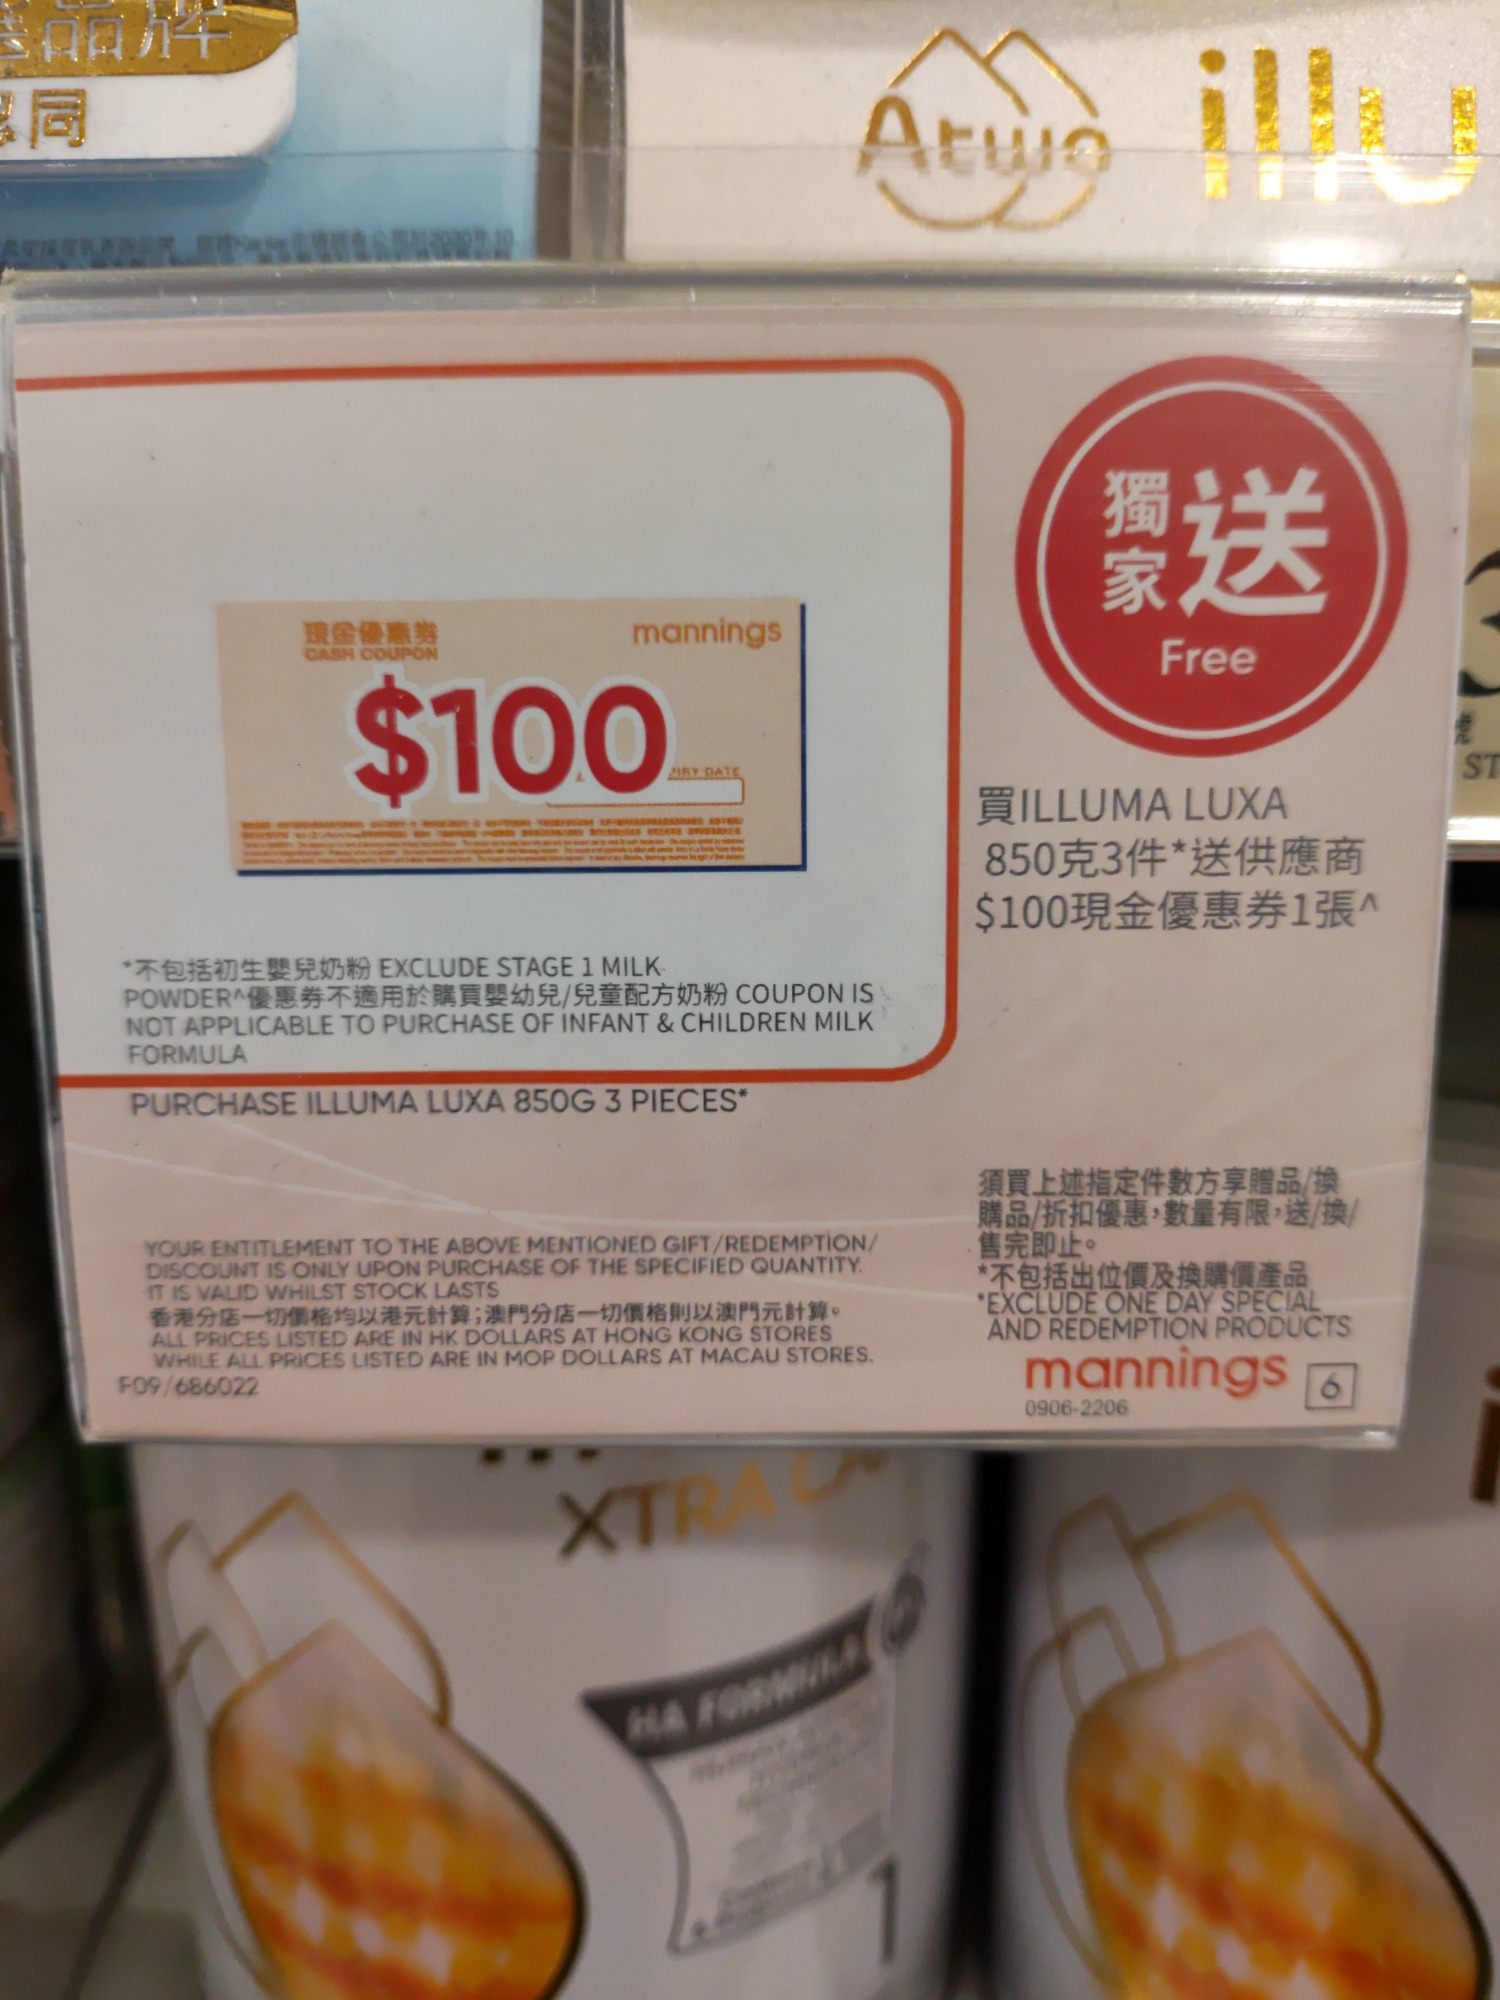 品牌
同
Atwo
illu
獨家送
Free
現金優惠券
CASH COUPON
mannings
$100
PIRY DATE
買ILLUMA LUXA
850克3件*送供應商
$100現金優惠券1張^
*不包括初生嬰兒奶粉 EXCLUDE STAGE 1 MILK
POWDER^優惠券不適用於購買嬰幼兒/兒童配方奶粉 COUPON IS
NOT APPLICABLE TO PURCHASE OF INFANT & CHILDREN MILK
FORMULA
PURCHASE ILLUMA LUXA 850G 3 PIECES*
YOUR ENTITLEMENT TO THE ABOVE MENTIONED GIFT/REDEMPTION/
DISCOUNT IS ONLY UPON PURCHASE OF THE SPECIFIED QUANTITY.
IT IS VALID WHILST STOCK LASTS
香港分店一切價格均以港元計算;澳門分店一切價格則以澳門元計算。
ALL PRICES LISTED ARE IN HK DOLLARS AT HONG KONG STORES
WHILE ALL PRICES LISTED ARE IN MOP DOLLARS AT MACAU STORES.
F09/686022
須買上述指定件數方享贈品/換
購品/折扣優惠,數量有限,送/換/
售完即止。
*不包括出位價及換購價產品
*EXCLUDE ONE DAY SPECIAL
AND REDEMPTION PRODUCTS
mannings 6
0906-2206
XTRA
HA FORMULA
1